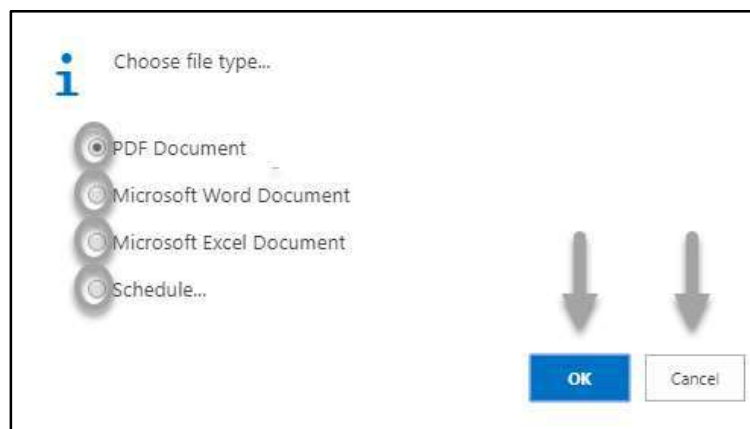 Choose file type...
PDF Document
Microsoft Word Document
Microsoft Excel Document
Schedule...
OK
Cancel